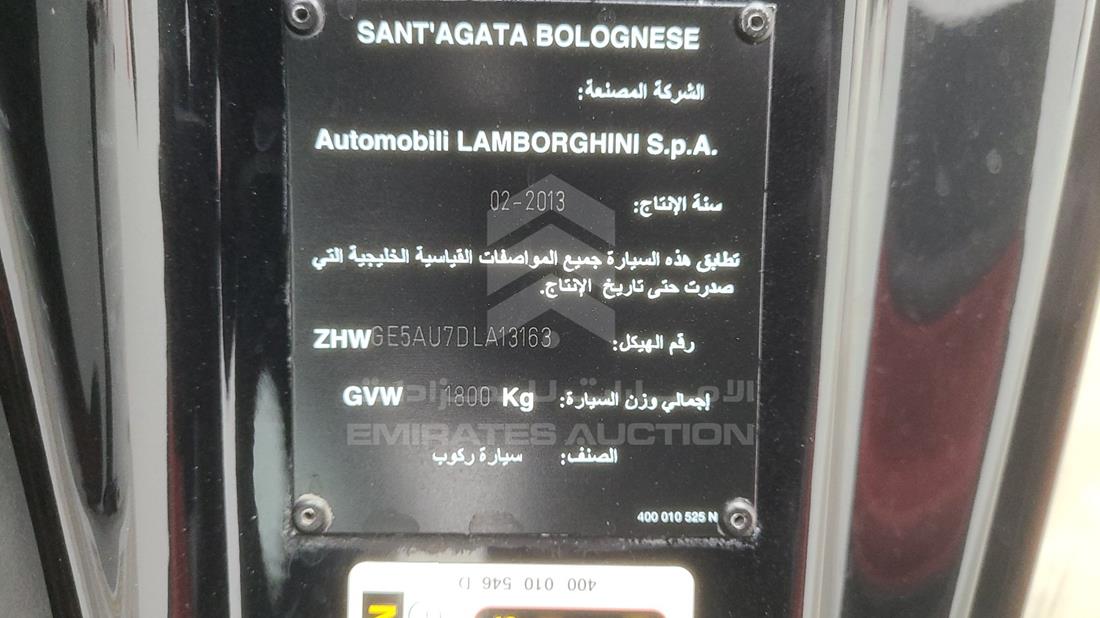 SANT'AGATA BOLOGNESE
الشركة المصنعة:
Automobili LAMBORGHINI S.p.A.
سنة الإنتاج: 02-2013
تطابق هذه السيارة جميع المواصفات القياسية الخليجية التي
صدرت حتى تاريخ الإنتاج.
رقم الهيكل: ZHWGE5AU7DLA13163
إجمالي وزن السيارة: GVW 1800 Kg
الامارات للمزادات
EMIRATES AUCTION
الصنف: سيارة ركوب
400 010 525 N
400 010 546 D